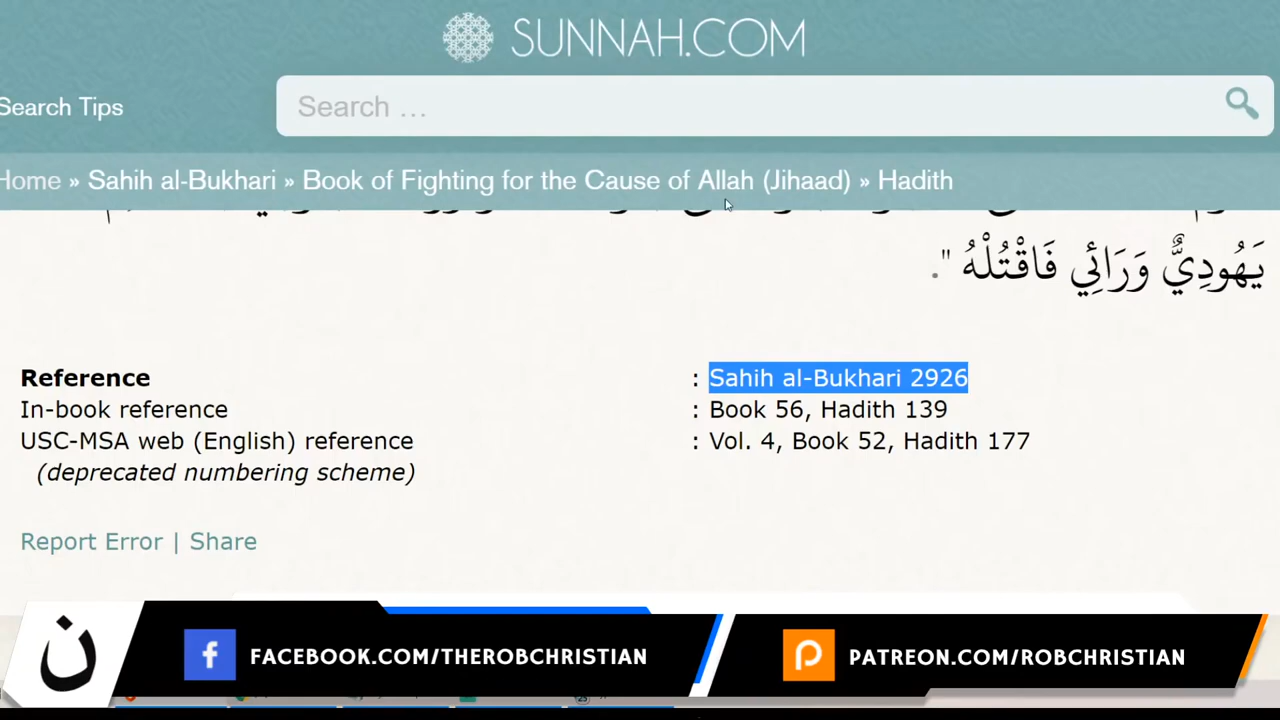 SUNNAH.COM
Search Tips
Search ...
Home » Sahih al-Bukhari » Book of Fighting for the Cause of Allah (Jihaad) » Hadith
يَهُودِيٌّ وَرَائِي فَاقْتُلْهُ ‏"‏‏.‏
Reference : Sahih al-Bukhari 2926
In-book reference : Book 56, Hadith 139
USC-MSA web (English) reference : Vol. 4, Book 52, Hadith 177
(deprecated numbering scheme)
Report Error | Share
ن
FACEBOOK.COM/THEROBCHRISTIAN
PATREON.COM/ROBCHRISTIAN